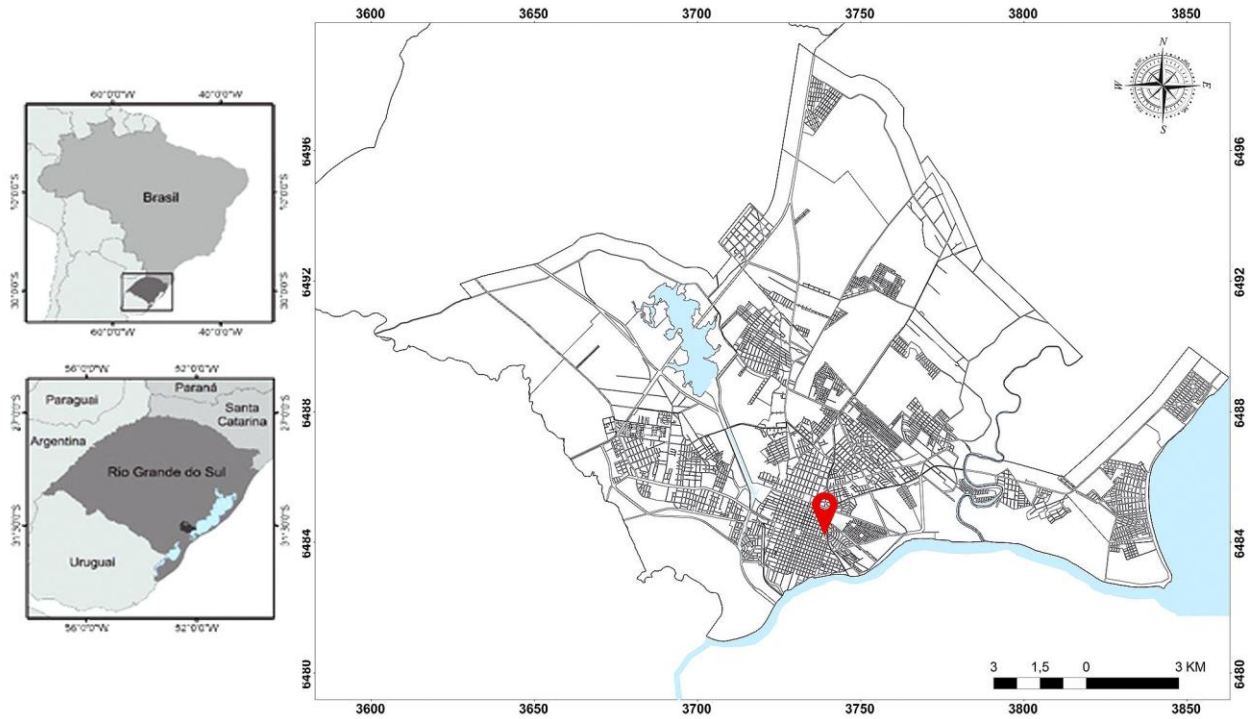 3600 3650 3700 3750 3800 3850
60°0'0"W 40°0'0"W
Brasil
10°0'0"S 10°0'0"S
30°0'0"S 30°0'0"S
60°0'0"W 40°0'0"W
56°0'0"W 52°0'0"W
Paraguai
Paraná
Santa
Catarina
Argentina
27°0'0"S 27°0'0"S
Rio Grande do Sul
31°30'0"S 31°30'0"S
Uruguai
56°0'0"W 52°0'0"W
N
W E
S
6496 6496
6492 6492
6488 6488
6484 6484
6480 6480
3 1,5 0 3 KM
3600 3650 3700 3750 3800 3850